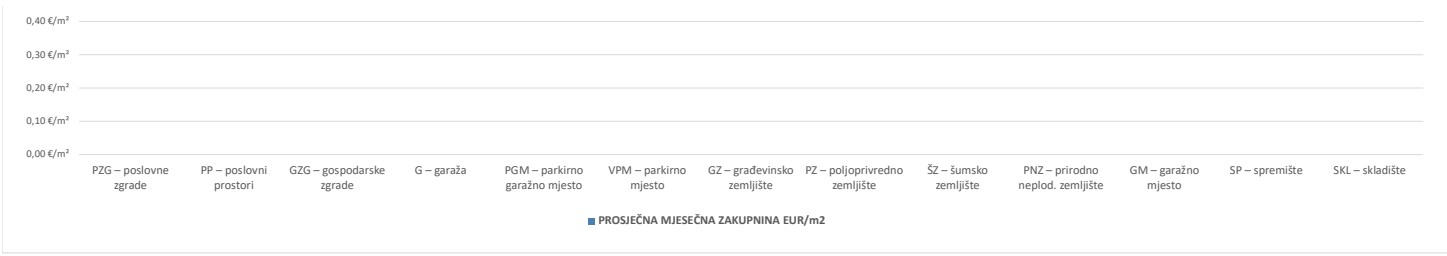 0,40 €/m²
0,30 €/m²
0,20 €/m²
0,10 €/m²
0,00 €/m²
PZG – poslovne
zgrade
PP – poslovni
prostori
GZG – gospodarske
zgrade
G – garaža
PGM – parkirno
garažno mjesto
VPM – parkirno
mjesto
GZ – građevinsko
zemljište
PZ – poljoprivredno
zemljište
ŠZ – šumsko
zemljište
PNZ – prirodno
neplod. zemljište
GM – garažno
mjesto
SP – spremište
SKL – skladište
PROSJEČNA MJESEČNA ZAKUPNINA EUR/m2